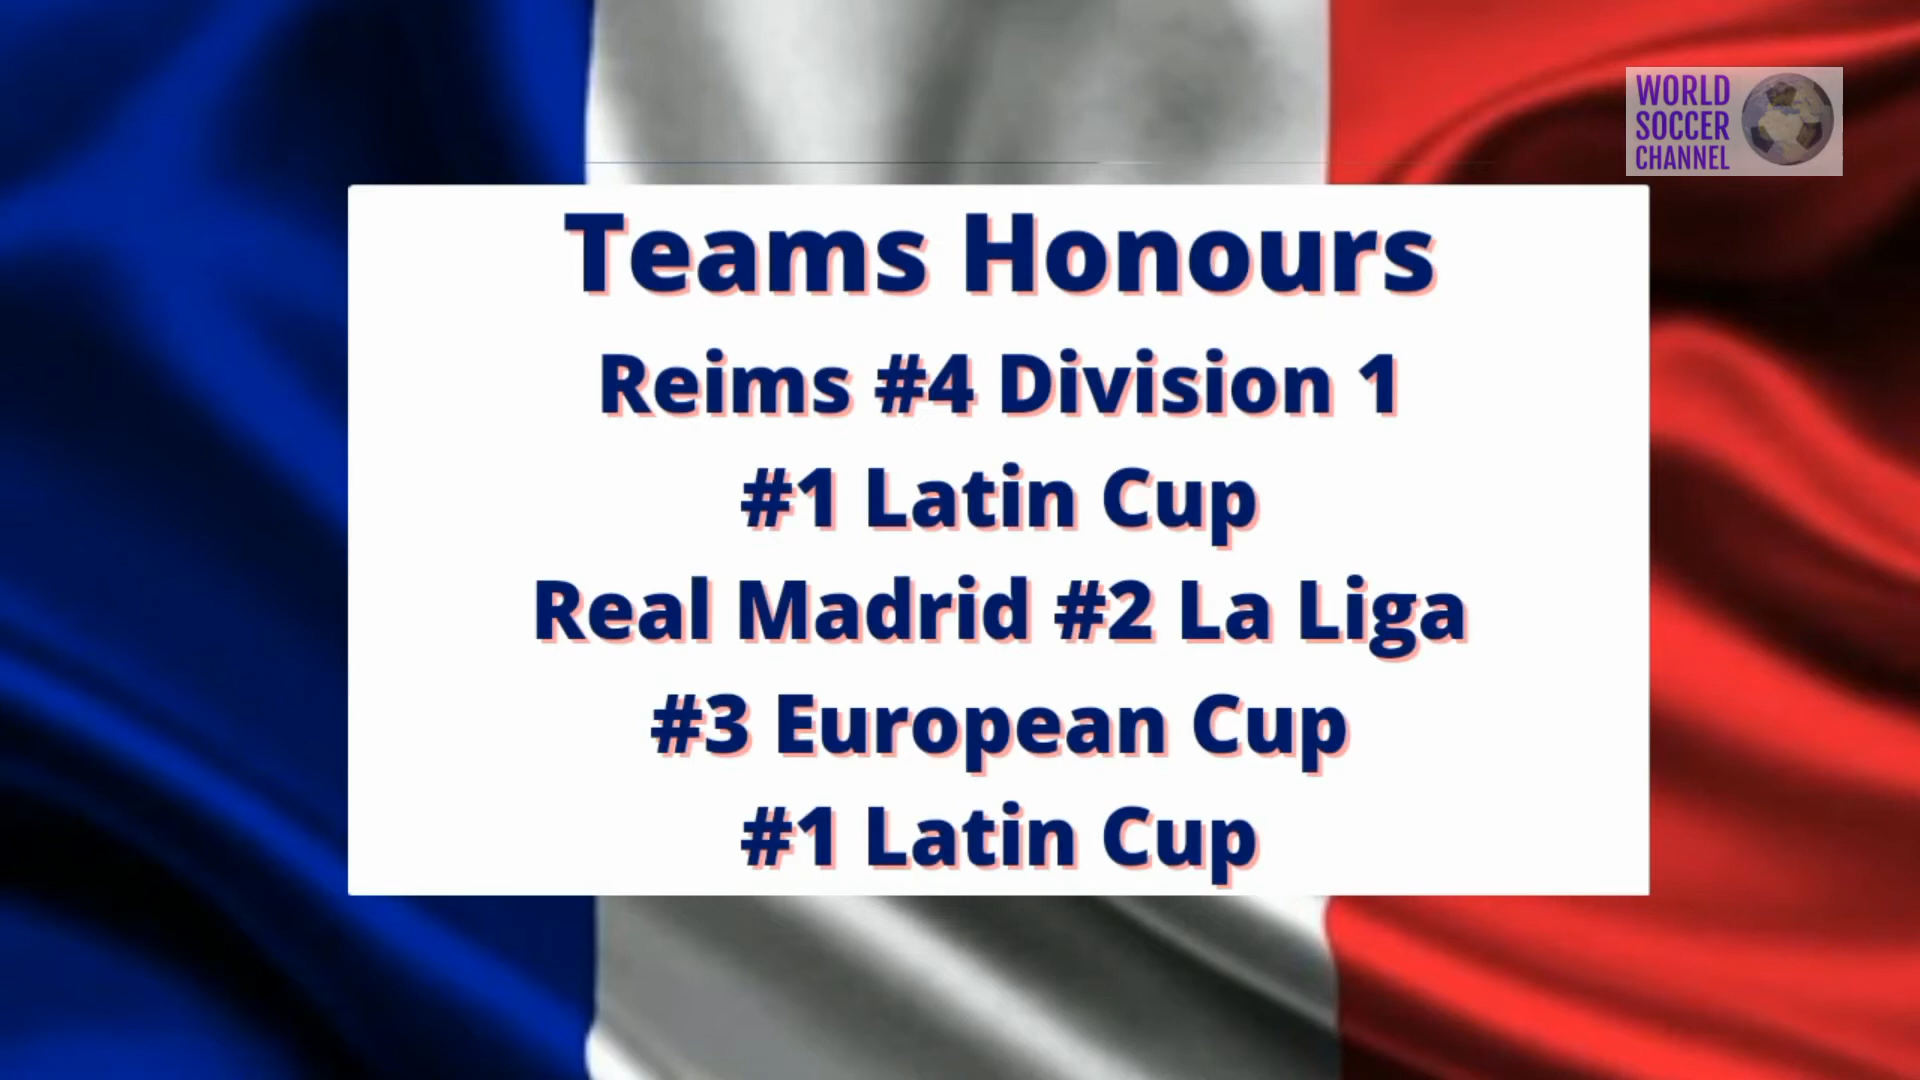 WORLD
SOCCER
CHANNEL
Teams Honours
Reims #4 Division 1
#1 Latin Cup
Real Madrid #2 La Liga
#3 European Cup
#1 Latin Cup